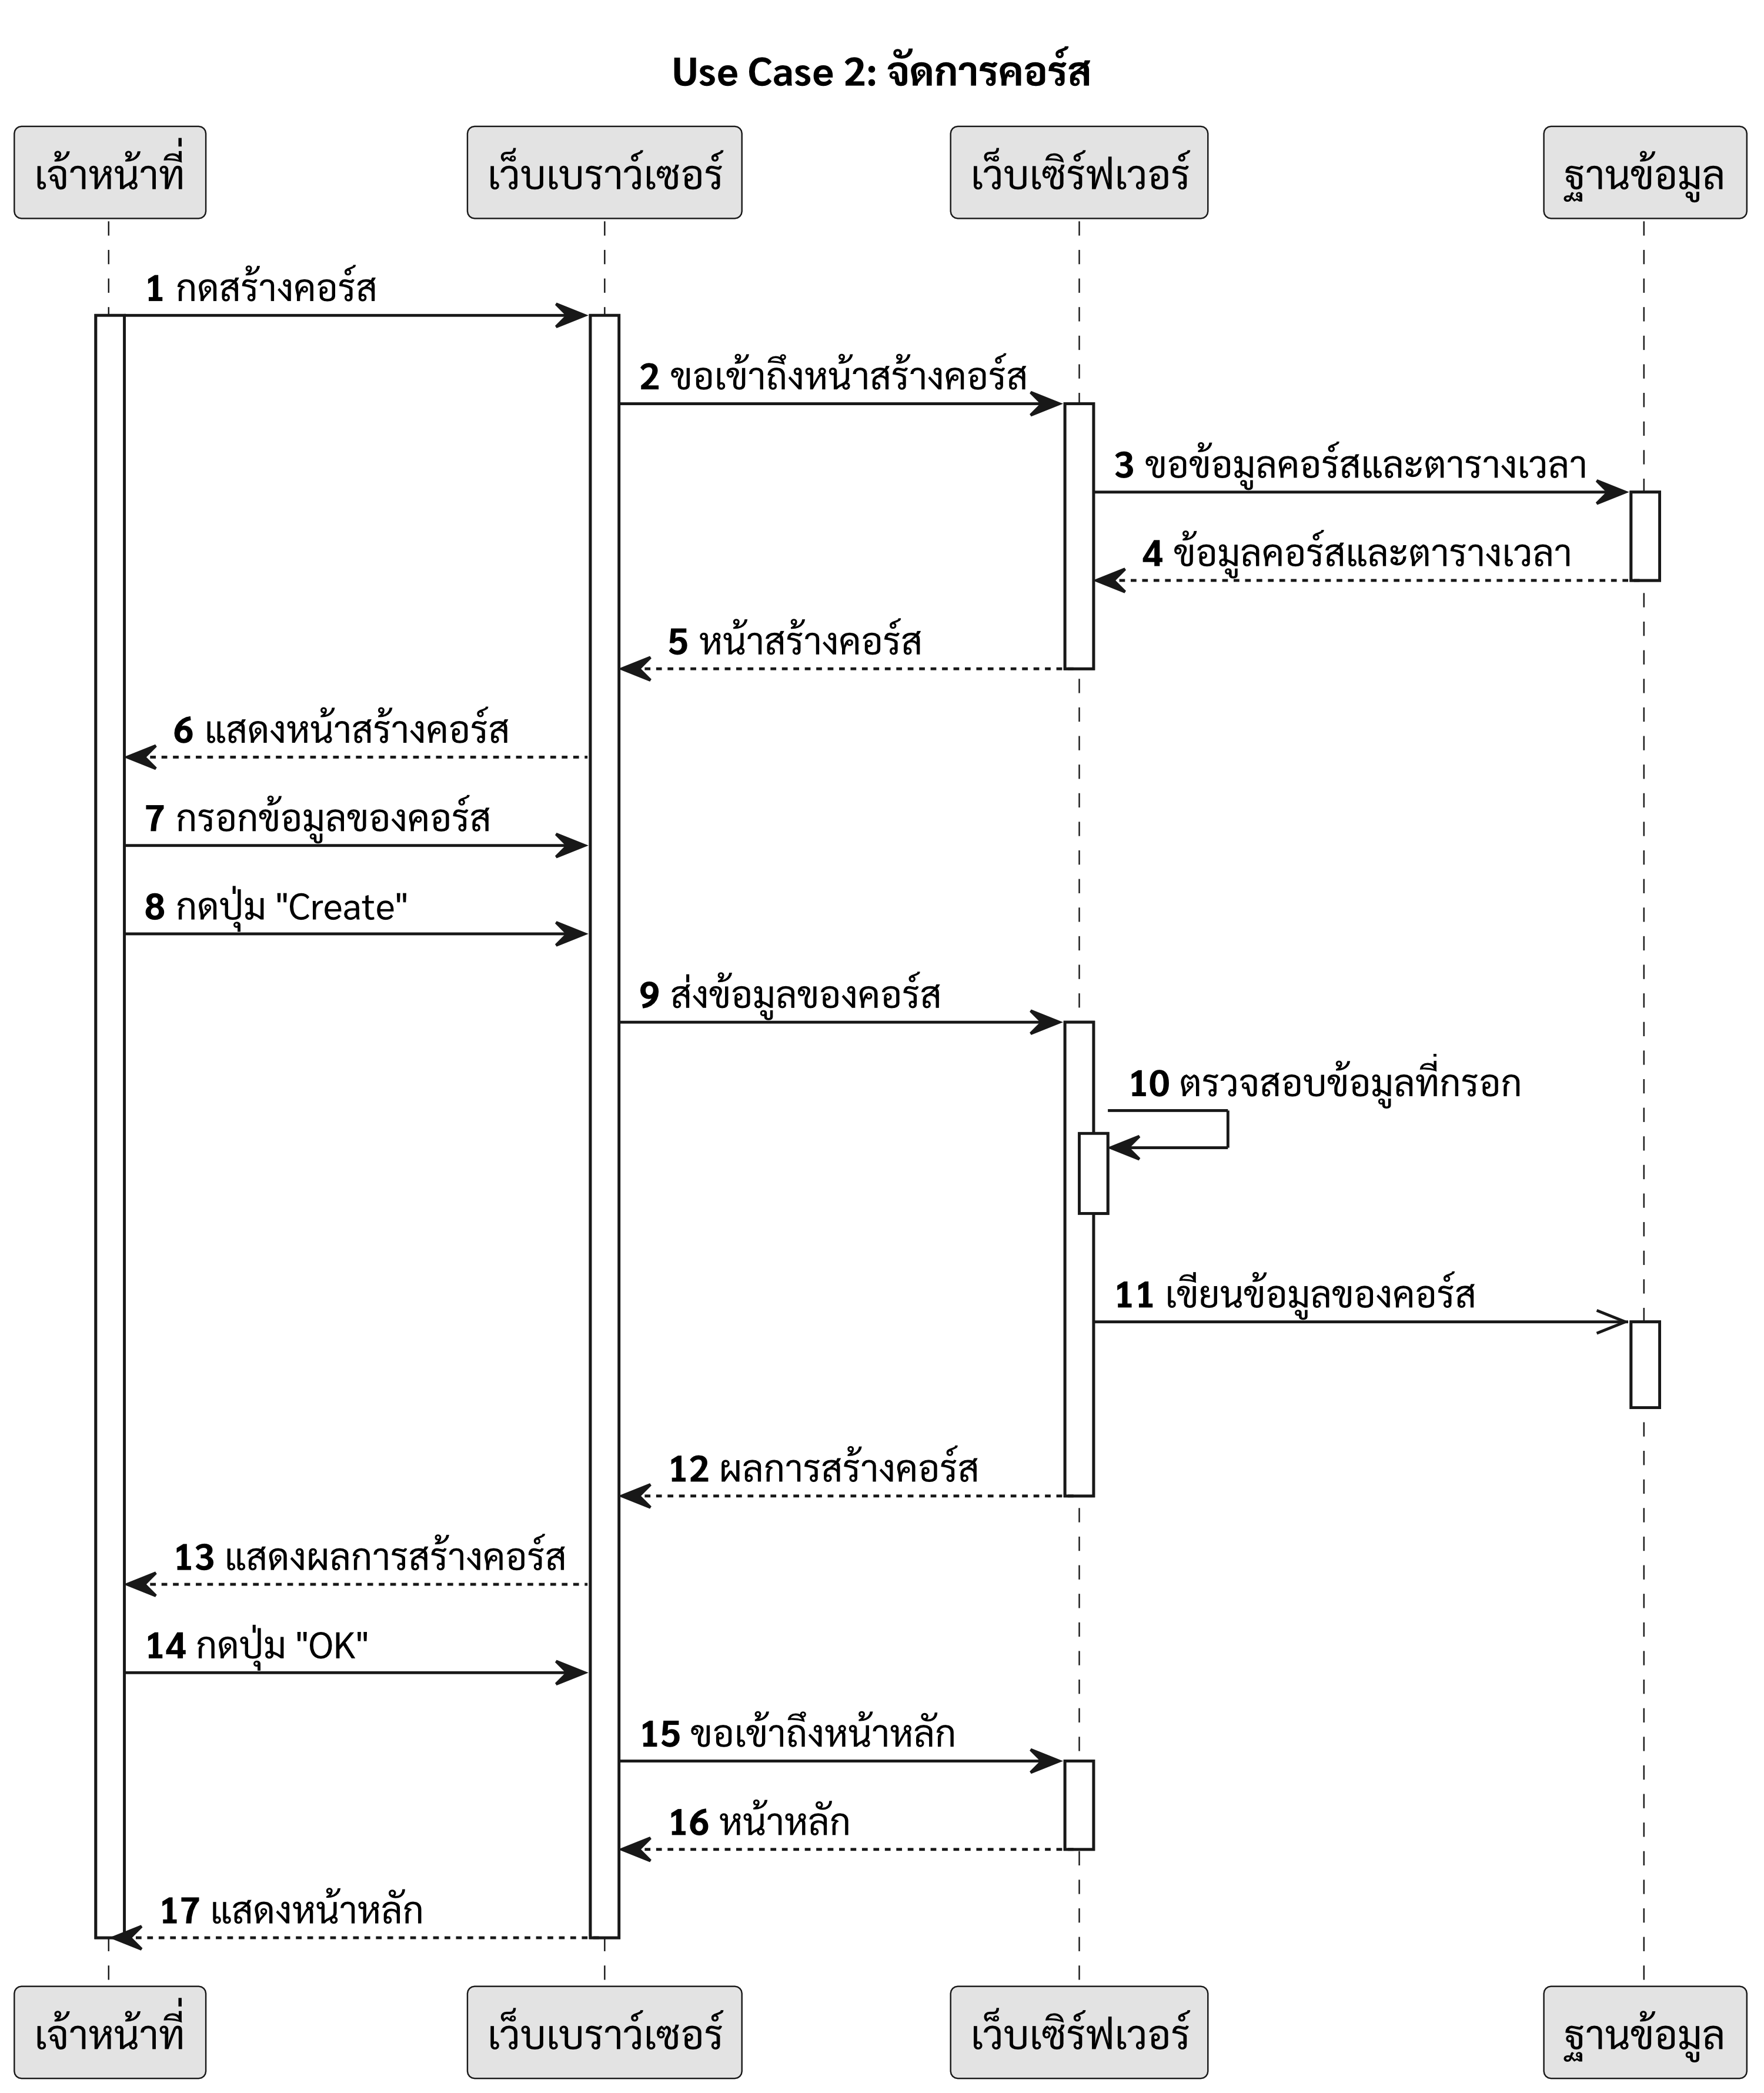 Use Case 2: จัดการคอร์ส
เจ้าหน้าที่
เว็บเบราว์เซอร์
เว็บเซิร์ฟเวอร์
ฐานข้อมูล
1 กดสร้างคอร์ส
2 ขอเข้าถึงหน้าสร้างคอร์ส
3 ขอข้อมูลคอร์สและตารางเวลา
4 ข้อมูลคอร์สและตารางเวลา
5 หน้าสร้างคอร์ส
6 แสดงหน้าสร้างคอร์ส
7 กรอกข้อมูลของคอร์ส
8 กดปุ่ม "Create"
9 ส่งข้อมูลของคอร์ส
10 ตรวจสอบข้อมูลที่กรอก
11 เขียนข้อมูลของคอร์ส
12 ผลการสร้างคอร์ส
13 แสดงผลการสร้างคอร์ส
14 กดปุ่ม "OK"
15 ขอเข้าถึงหน้าหลัก
16 หน้าหลัก
17 แสดงหน้าหลัก
เจ้าหน้าที่
เว็บเบราว์เซอร์
เว็บเซิร์ฟเวอร์
ฐานข้อมูล